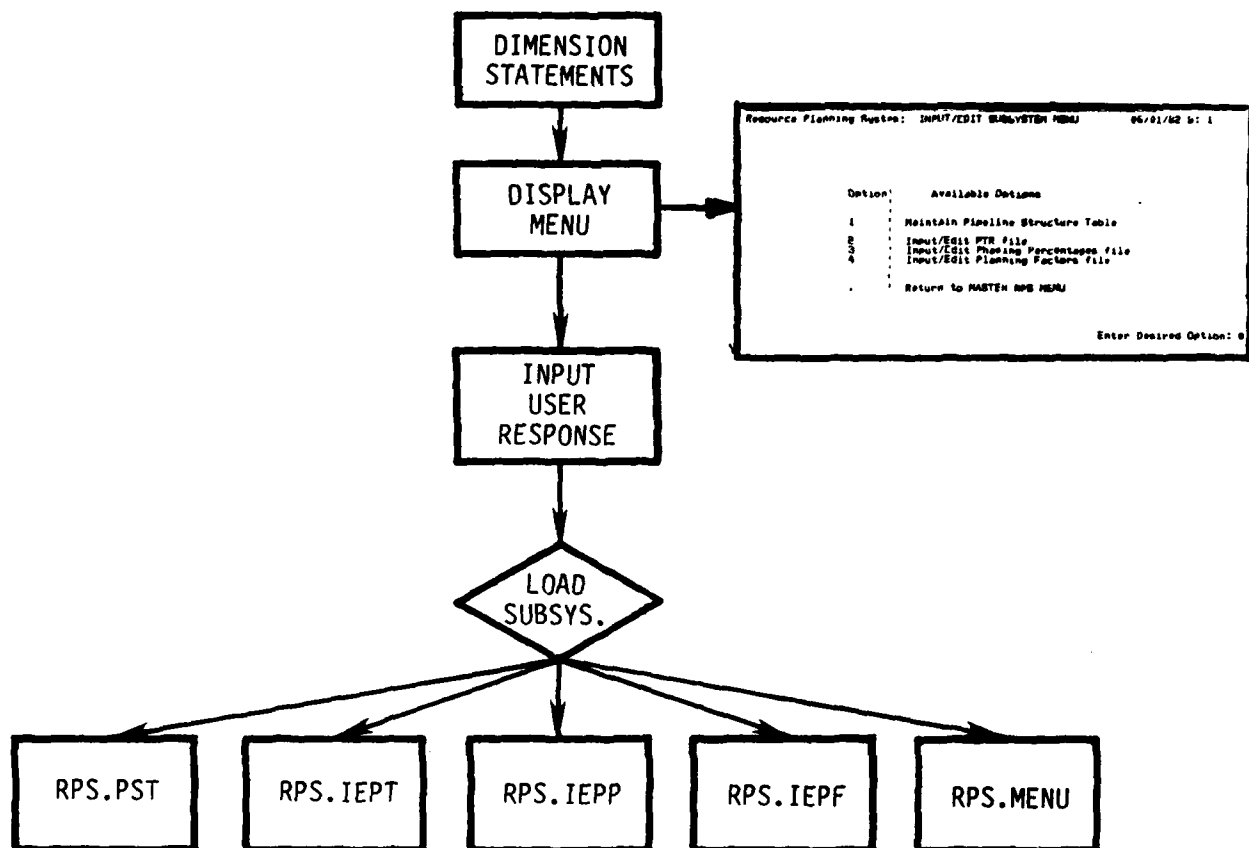 DIMENSION
STATEMENTS
DISPLAY
MENU
Resource Planning System: INPUT/EDIT SUBSYSTEM MENU
Option Available Options
1 Maintain Pipeline Structure Table
2 Input/Edit PTR file
3 Input/Edit Phasing Percentages file
4 Input/Edit Planning Factors file
. Return to MASTER RPS MENU
Enter Desired Option:
INPUT
USER
RESPONSE
LOAD
SUBSYS.
RPS.PST RPS.IEPT RPS.IEPP RPS.IEPF RPS.MENU